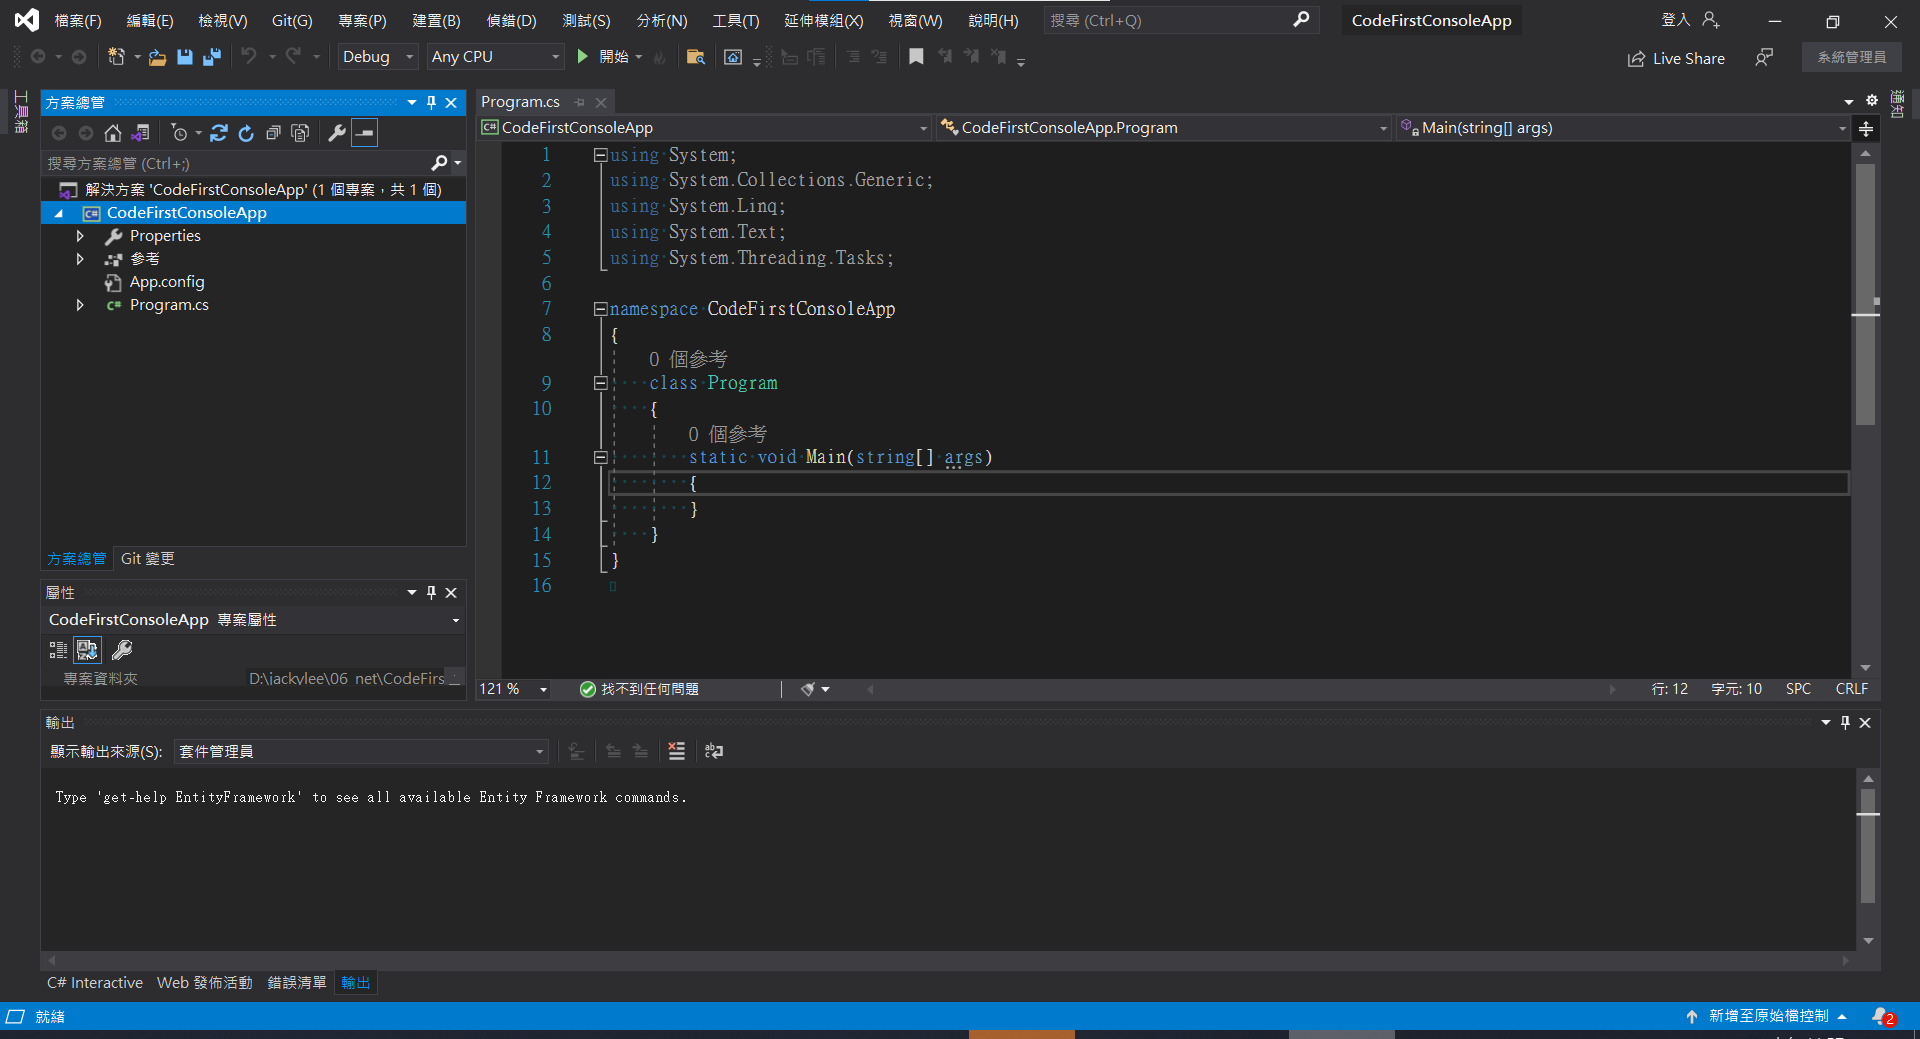 檔案(F) 編輯(E) 檢視(V) Git(G) 專案(P) 建置(B) 偵錯(D) 測試(S) 分析(N) 工具(T) 延伸模組(X) 視窗(W) 說明(H) 搜尋 (Ctrl+Q) CodeFirstConsoleApp 登入
Debug Any CPU 開始 Live Share 系統管理員
工具箱
方案總管
搜尋方案總管 (Ctrl+;)
解決方案 'CodeFirstConsoleApp' (1 個專案，共 1 個)
CodeFirstConsoleApp
Properties
參考
App.config
C# Program.cs
方案總管 Git 變更
屬性
CodeFirstConsoleApp 專案屬性
專案資料夾 D:\jackylee\06_net\CodeFirs
Program.cs
通知
C# CodeFirstConsoleApp CodeFirstConsoleApp.Program Main(string[] args)
1 using System;
2 using System.Collections.Generic;
3 using System.Linq;
4 using System.Text;
5 using System.Threading.Tasks;
6
7 namespace CodeFirstConsoleApp
8 {
0 個參考
9 class Program
10 {
0 個參考
11 static void Main(string[] args)
12 {
13 }
14 }
15 }
16
121 % 找不到任何問題 行: 12 字元: 10 SPC CRLF
輸出
顯示輸出來源(S): 套件管理員
Type 'get-help EntityFramework' to see all available Entity Framework commands.
C# Interactive Web 發佈活動 錯誤清單 輸出
就緒 新增至原始檔控制 2